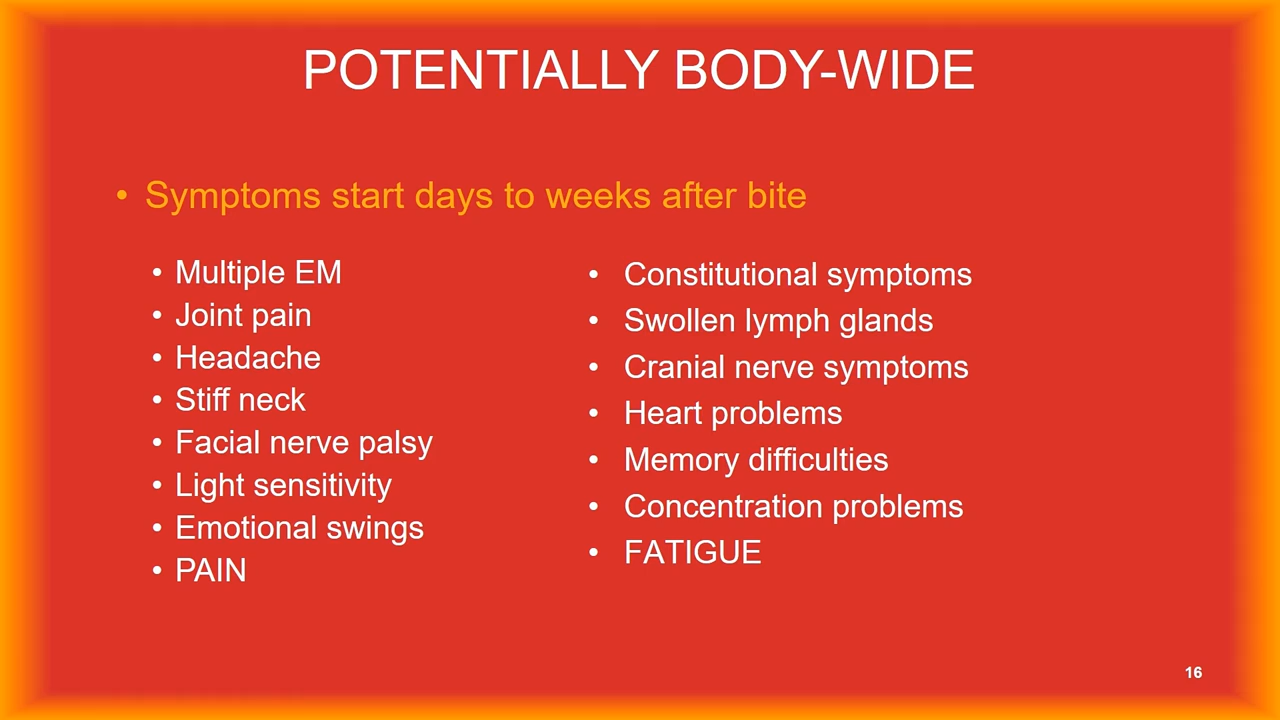 POTENTIALLY BODY-WIDE
• Symptoms start days to weeks after bite
• Multiple EM
• Joint pain
• Headache
• Stiff neck
• Facial nerve palsy
• Light sensitivity
• Emotional swings
• PAIN
• Constitutional symptoms
• Swollen lymph glands
• Cranial nerve symptoms
• Heart problems
• Memory difficulties
• Concentration problems
• FATIGUE
16